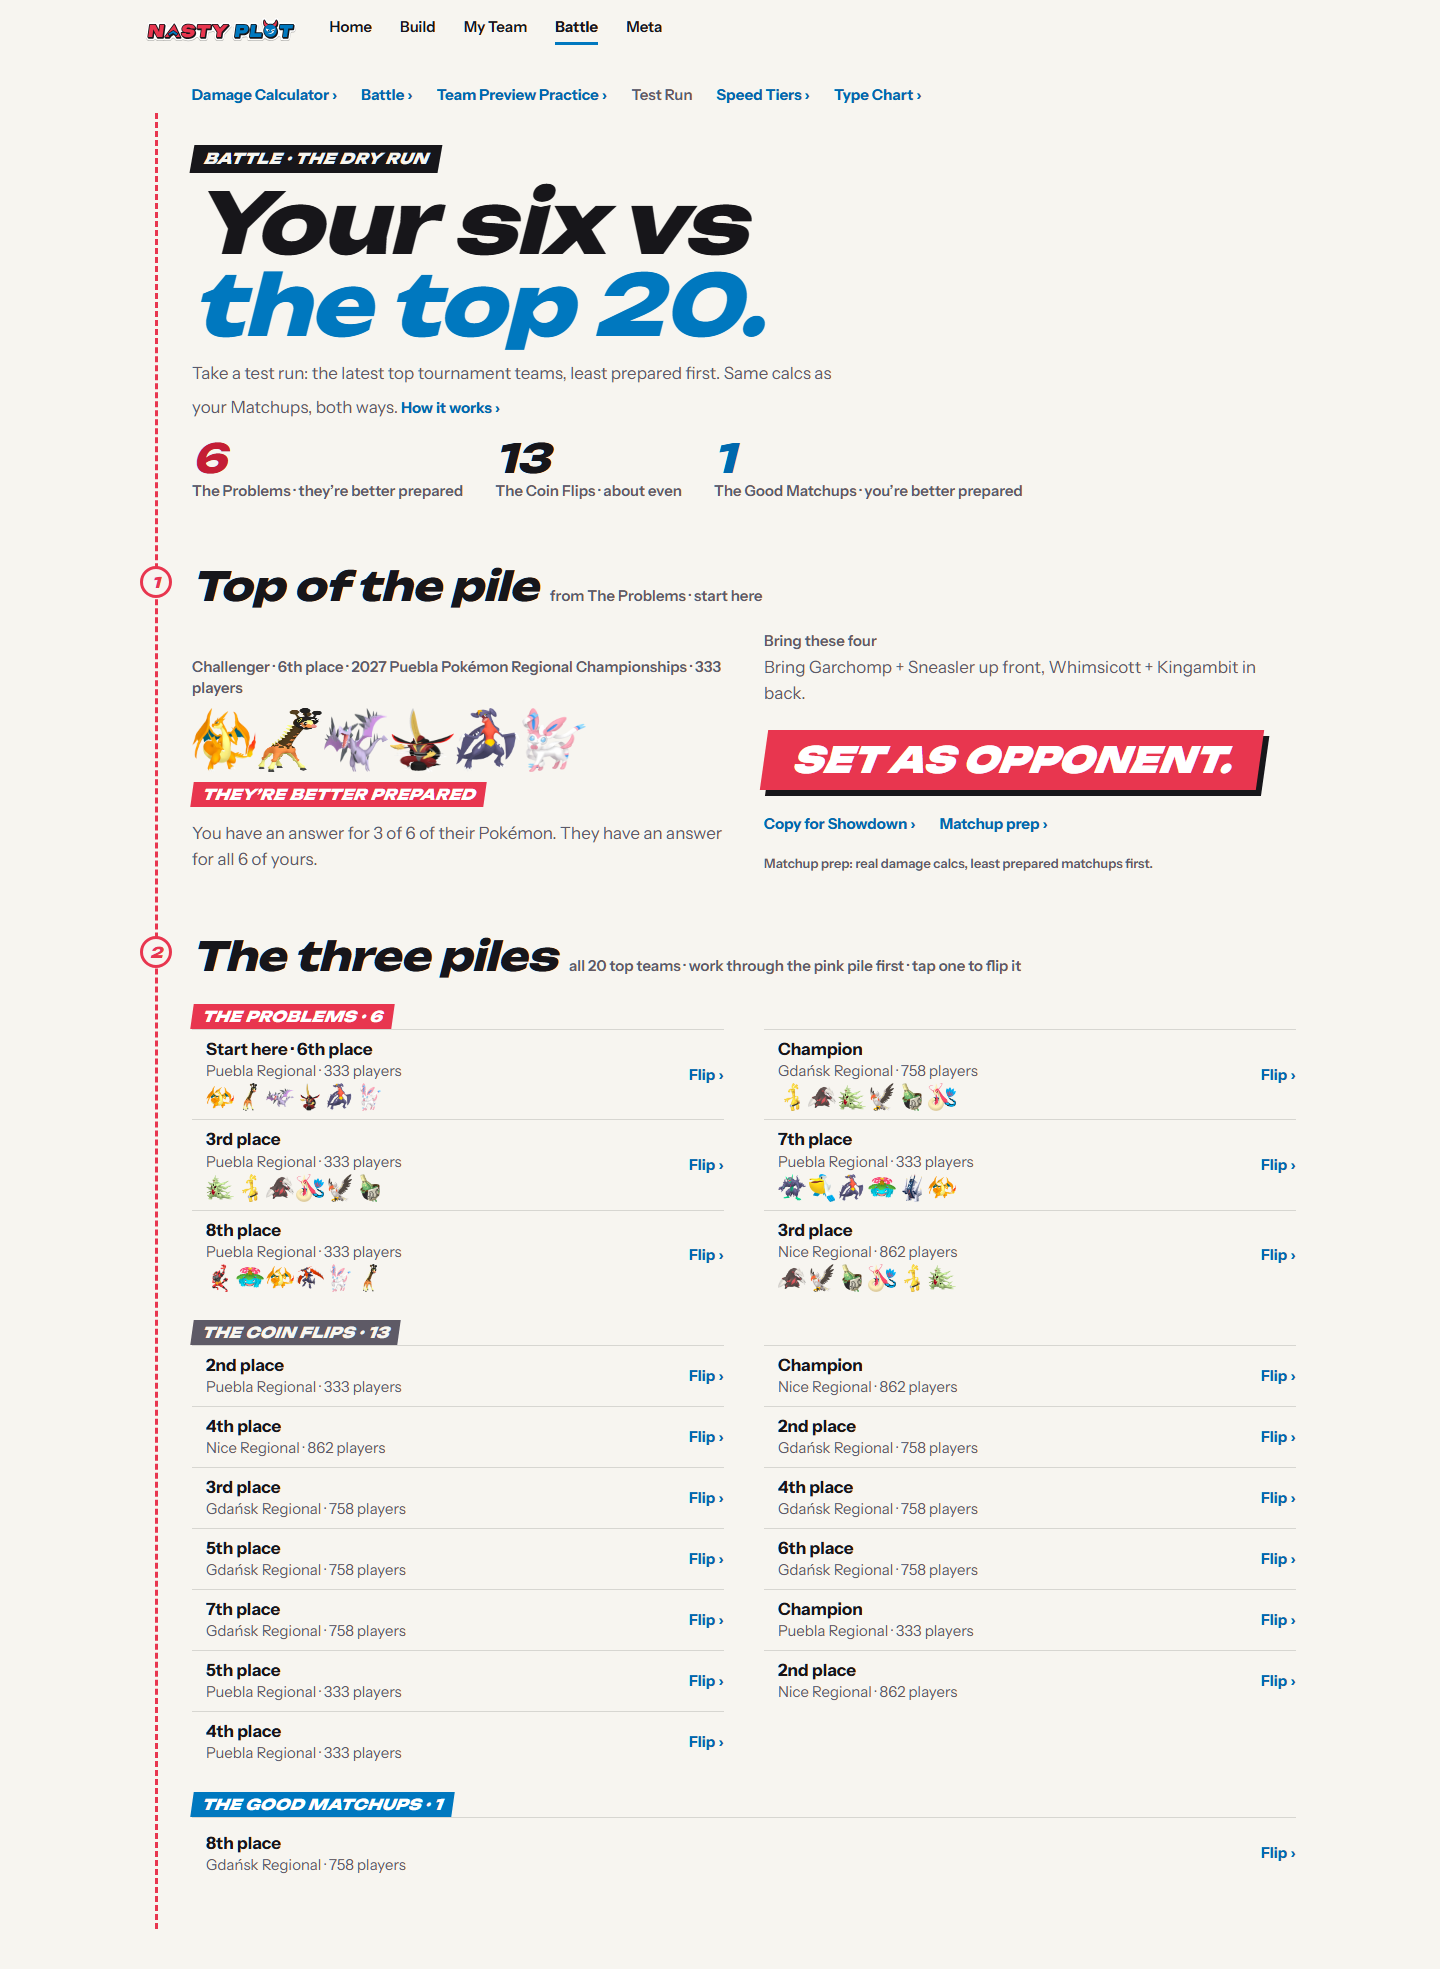 NASTY PLOT
Home
Build
My Team
Battle
Meta
Damage Calculator ›
Battle ›
Team Preview Practice ›
Test Run
Speed Tiers ›
Type Chart ›
BATTLE · THE DRY RUN
Your six vs
the top 20.
Take a test run: the latest top tournament teams, least prepared first. Same calcs as
your Matchups, both ways. How it works ›
6
The Problems · they’re better prepared
13
The Coin Flips · about even
1
The Good Matchups · you’re better prepared
1
Top of the pile from The Problems · start here
Challenger · 6th place · 2027 Puebla Pokémon Regional Championships · 333
players
THEY’RE BETTER PREPARED
You have an answer for 3 of 6 of their Pokémon. They have an answer
for all 6 of yours.
Bring these four
Bring Garchomp + Sneasler up front, Whimsicott + Kingambit in
back.
SET AS OPPONENT.
Copy for Showdown ›
Matchup prep ›
Matchup prep: real damage calcs, least prepared matchups first.
2
The three piles all 20 top teams · work through the pink pile first · tap one to flip it
THE PROBLEMS · 6
Start here · 6th place
Puebla Regional · 333 players
Flip ›
Champion
Gdańsk Regional · 758 players
Flip ›
3rd place
Puebla Regional · 333 players
Flip ›
7th place
Puebla Regional · 333 players
Flip ›
8th place
Puebla Regional · 333 players
Flip ›
3rd place
Nice Regional · 862 players
Flip ›
THE COIN FLIPS · 13
2nd place
Puebla Regional · 333 players
Flip ›
Champion
Nice Regional · 862 players
Flip ›
4th place
Nice Regional · 862 players
Flip ›
2nd place
Gdańsk Regional · 758 players
Flip ›
3rd place
Gdańsk Regional · 758 players
Flip ›
4th place
Gdańsk Regional · 758 players
Flip ›
5th place
Gdańsk Regional · 758 players
Flip ›
6th place
Gdańsk Regional · 758 players
Flip ›
7th place
Gdańsk Regional · 758 players
Flip ›
Champion
Puebla Regional · 333 players
Flip ›
5th place
Puebla Regional · 333 players
Flip ›
2nd place
Nice Regional · 862 players
Flip ›
4th place
Puebla Regional · 333 players
Flip ›
THE GOOD MATCHUPS · 1
8th place
Gdańsk Regional · 758 players
Flip ›